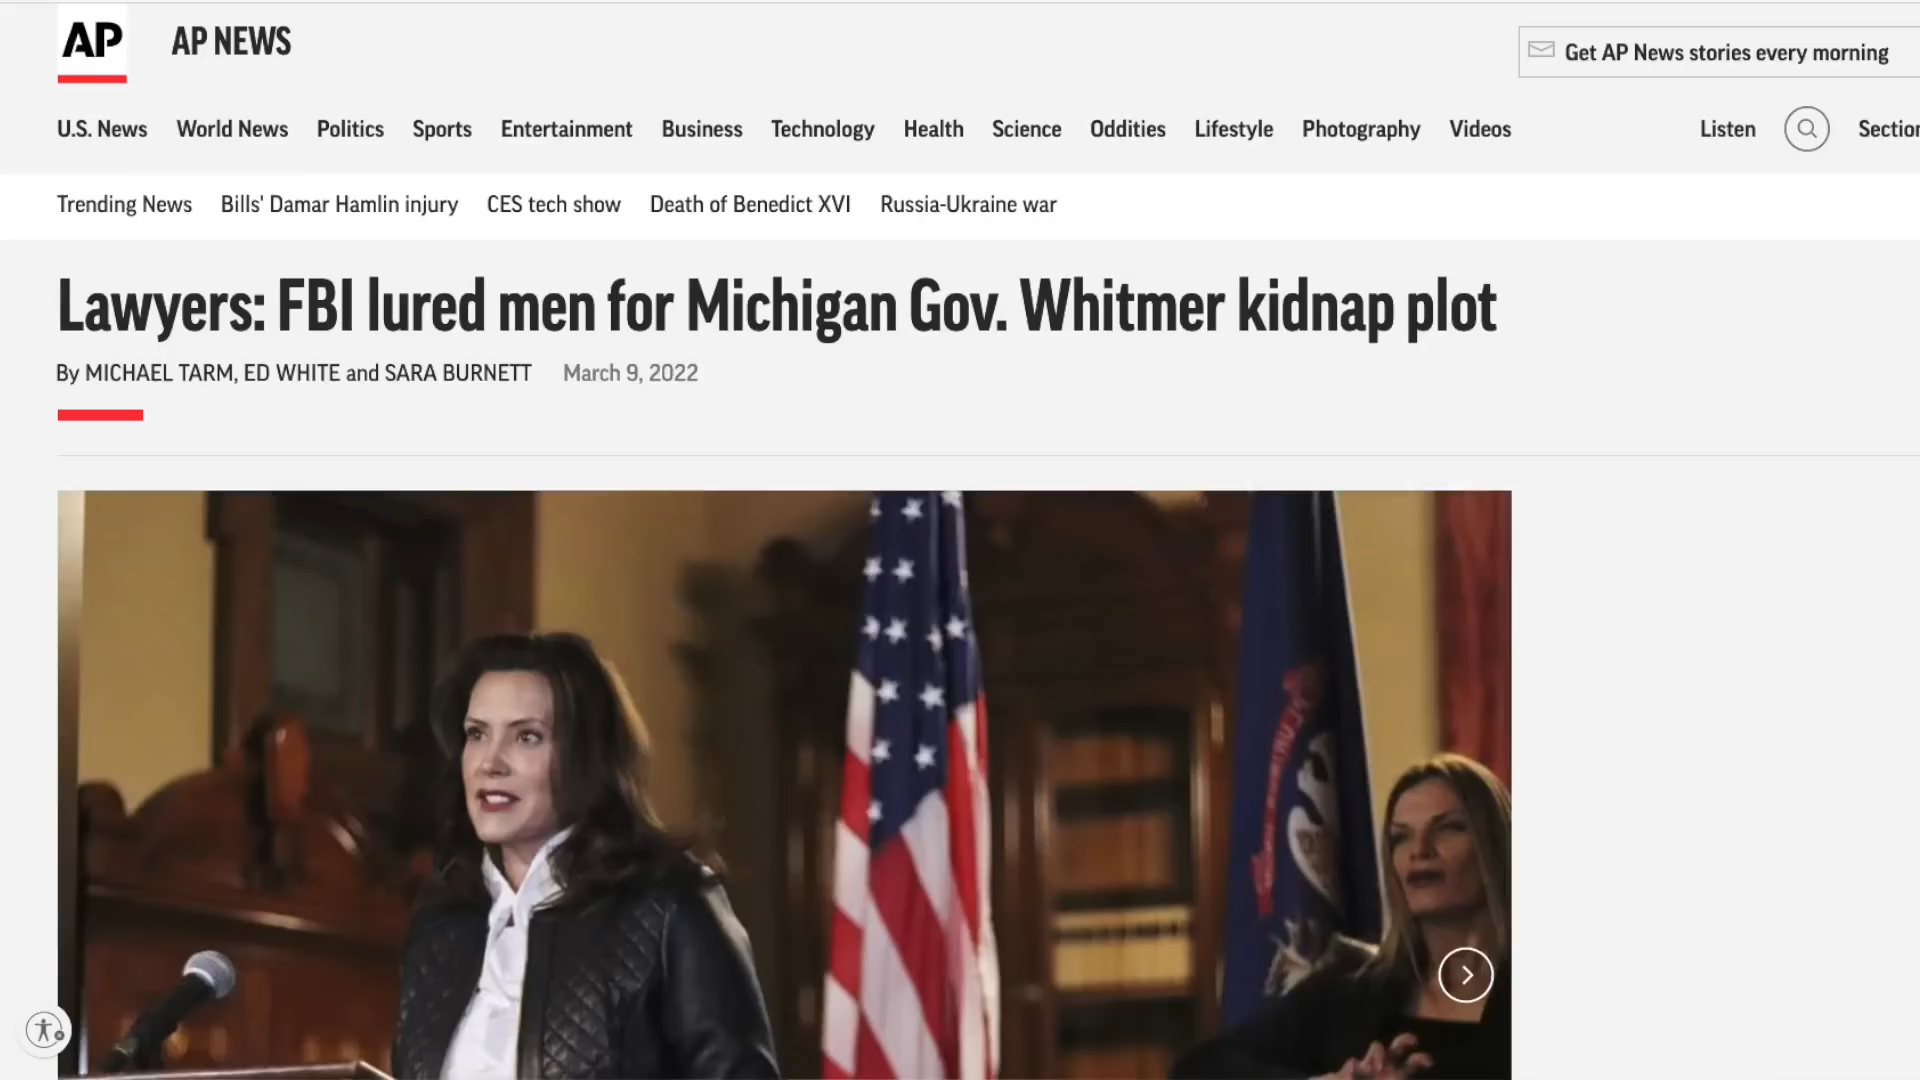 AP
AP NEWS
Get AP News stories every morning
U.S. News World News Politics Sports Entertainment Business Technology Health Science Oddities Lifestyle Photography Videos Listen Section
Trending News Bills' Damar Hamlin injury CES tech show Death of Benedict XVI Russia-Ukraine war
Lawyers: FBI lured men for Michigan Gov. Whitmer kidnap plot
By MICHAEL TARM, ED WHITE and SARA BURNETT March 9, 2022